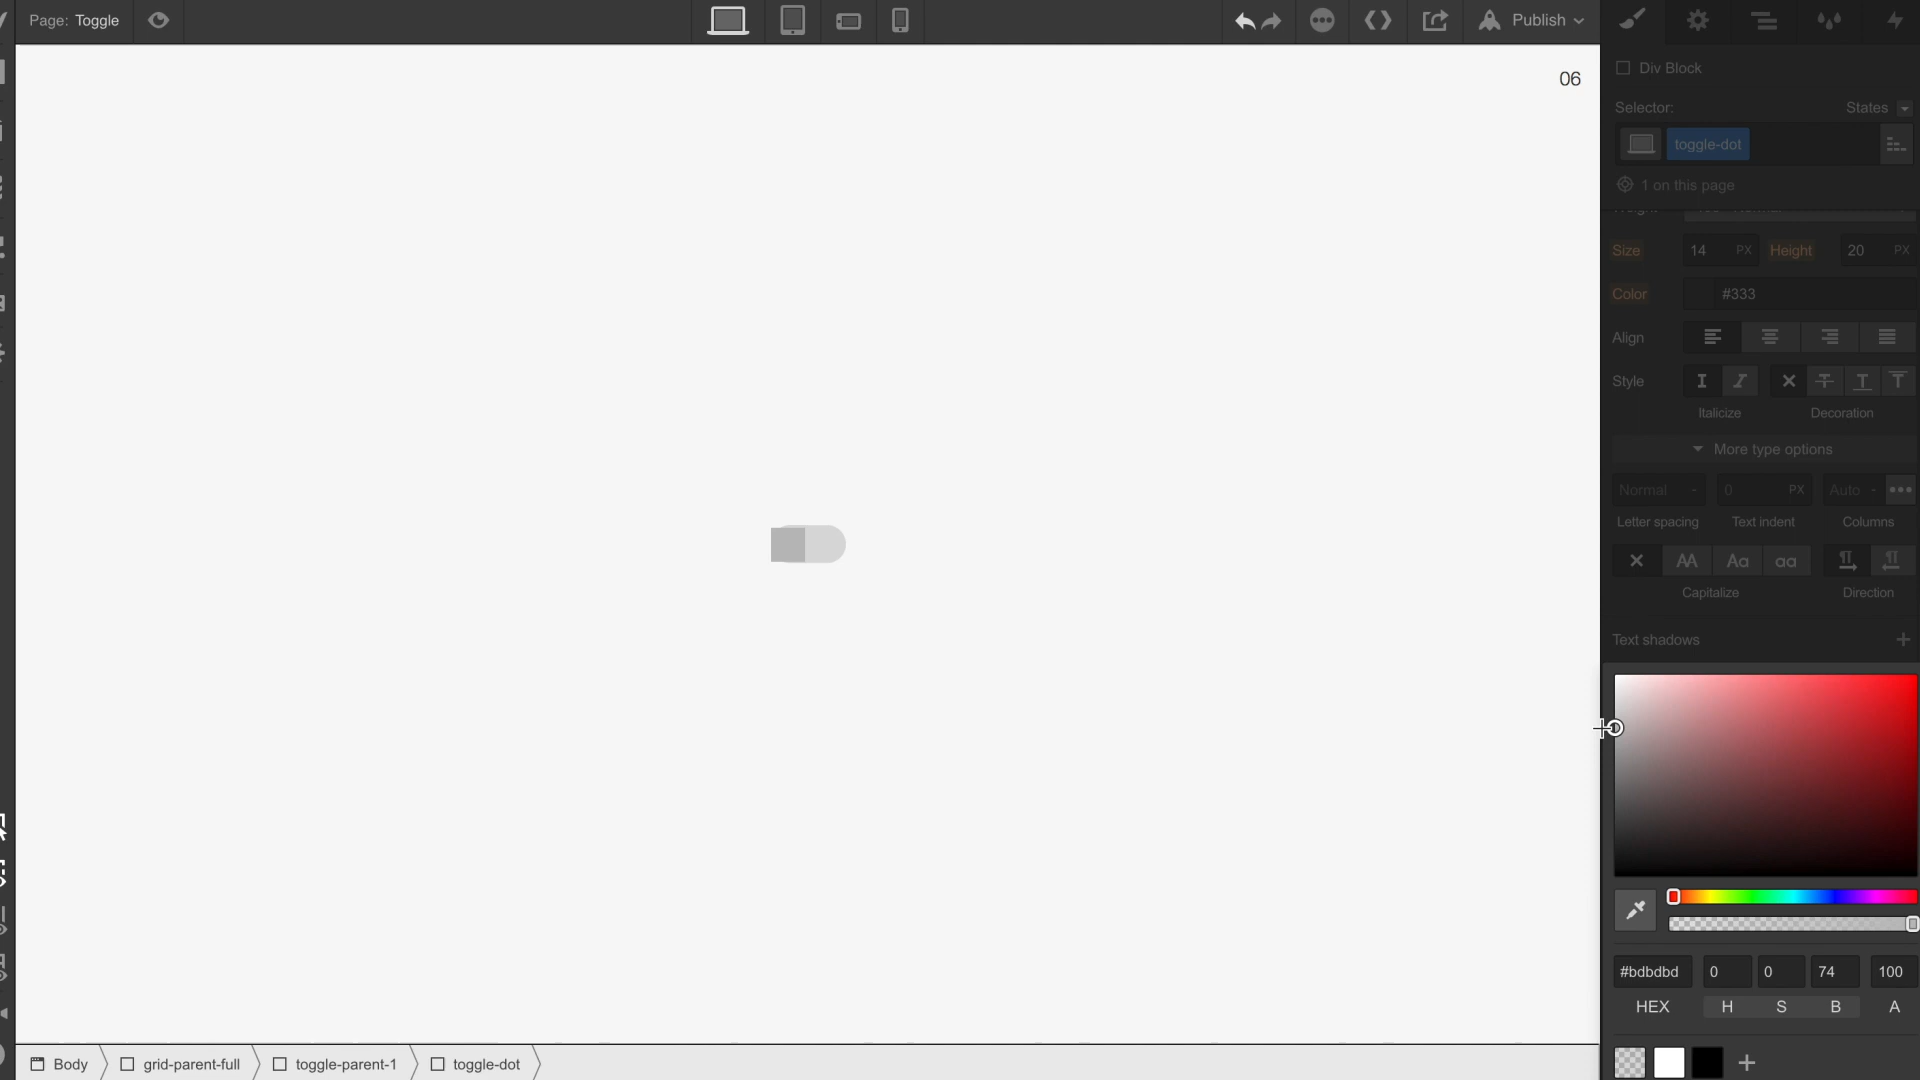 Page: Toggle
Publish
06
Div Block
Selector:
States
toggle-dot
1 on this page
Size
14
PX
Height
20
PX
Color
#333
Align
Style
Italicize
Decoration
More type options
Normal
0
PX
Auto
Letter spacing
Text indent
Columns
AA
Aa
aa
Capitalize
Direction
Text shadows
#bdbdbd
0
0
74
100
HEX
H
S
B
A
Body
grid-parent-full
toggle-parent-1
toggle-dot